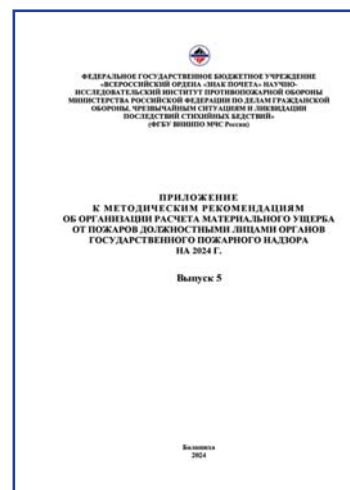 ФЕДЕРАЛЬНОЕ ГОСУДАРСТВЕННОЕ БЮДЖЕТНОЕ УЧРЕЖДЕНИЕ
«ВСЕРОССИЙСКИЙ ОРДЕНА «ЗНАК ПОЧЕТА» НАУЧНО-
ИССЛЕДОВАТЕЛЬСКИЙ ИНСТИТУТ ПРОТИВОПОЖАРНОЙ ОБОРОНЫ
МИНИСТЕРСТВА РОССИЙСКОЙ ФЕДЕРАЦИИ ПО ДЕЛАМ ГРАЖДАНСКОЙ
ОБОРОНЫ, ЧРЕЗВЫЧАЙНЫМ СИТУАЦИЯМ И ЛИКВИДАЦИИ
ПОСЛЕДСТВИЙ СТИХИЙНЫХ БЕДСТВИЙ»
(ФГБУ ВНИИПО МЧС России)
ПРИЛОЖЕНИЕ
К МЕТОДИЧЕСКИМ РЕКОМЕНДАЦИЯМ
ОБ ОРГАНИЗАЦИИ РАСЧЕТА МАТЕРИАЛЬНОГО УЩЕРБА
ОТ ПОЖАРОВ ДОЛЖНОСТНЫМИ ЛИЦАМИ ОРГАНОВ
ГОСУДАРСТВЕННОГО ПОЖАРНОГО НАДЗОРА
НА 2024 Г.
Выпуск 5
Балашиха
2024